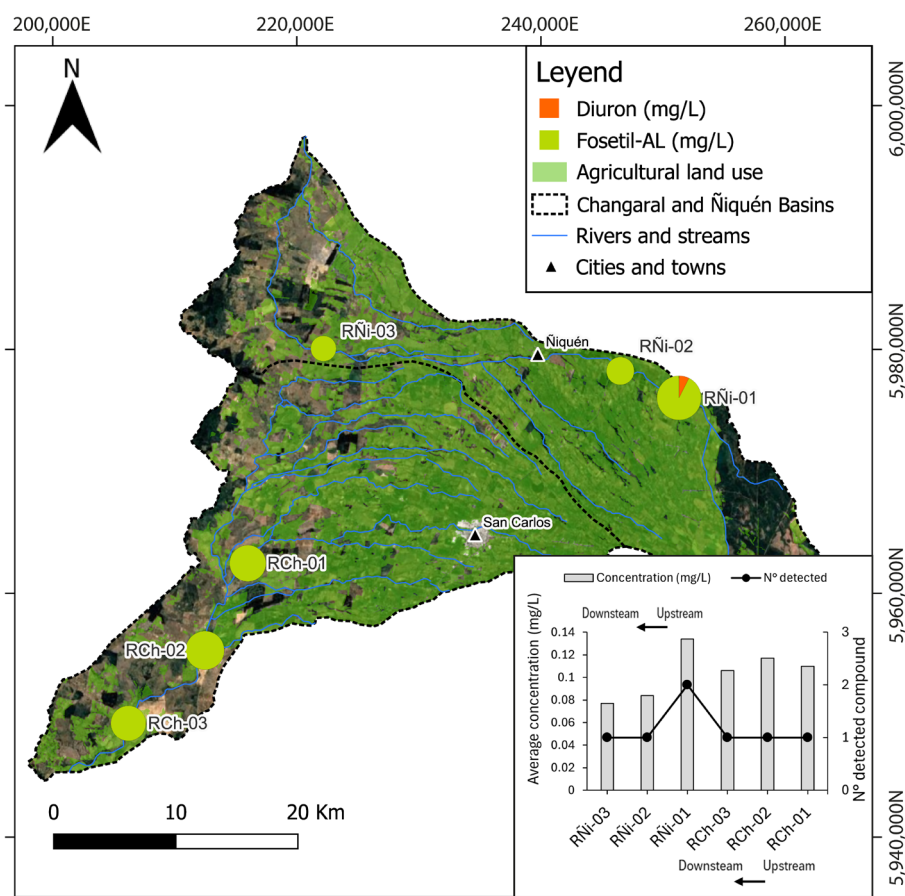 200,000E 220,000E 240,000E 260,000E
N
6,000,000N
5,980,000N
5,960,000N
5,940,000N
Leyend
Diuron (mg/L)
Fosetil-AL (mg/L)
Agricultural land use
Changaral and Ñiquén Basins
Rivers and streams
Cities and towns
RÑi-03
Ñiquén
RÑi-02
RÑi-01
San Carlos
RCh-01
RCh-02
RCh-03
0 10 20 Km
Concentration (mg/L) Nº detected
Downsteam Upstream
Average concentration (mg/L)
0.14
0.12
0.1
0.08
0.06
0.04
0.02
0
3
2
1
0
Nº detected compound
RÑi-03 RÑi-02 RÑi-01 RCh-03 RCh-02 RCh-01
Downsteam Upstream